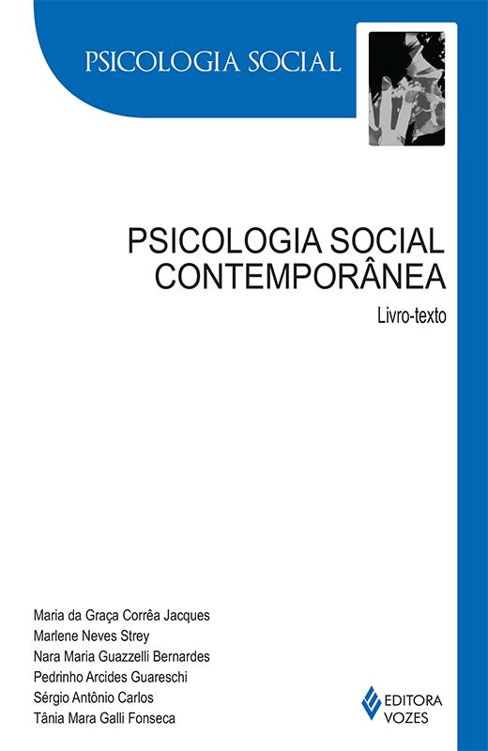 PSICOLOGIA SOCIAL
PSICOLOGIA SOCIAL
CONTEMPORÂNEA
Livro-texto
Maria da Graça Corrêa Jacques
Marlene Neves Strey
Nara Maria Guazzelli Bernardes
Pedrinho Arcides Guareschi
Sérgio Antônio Carlos
Tânia Mara Galli Fonseca
EDITORA
VOZES